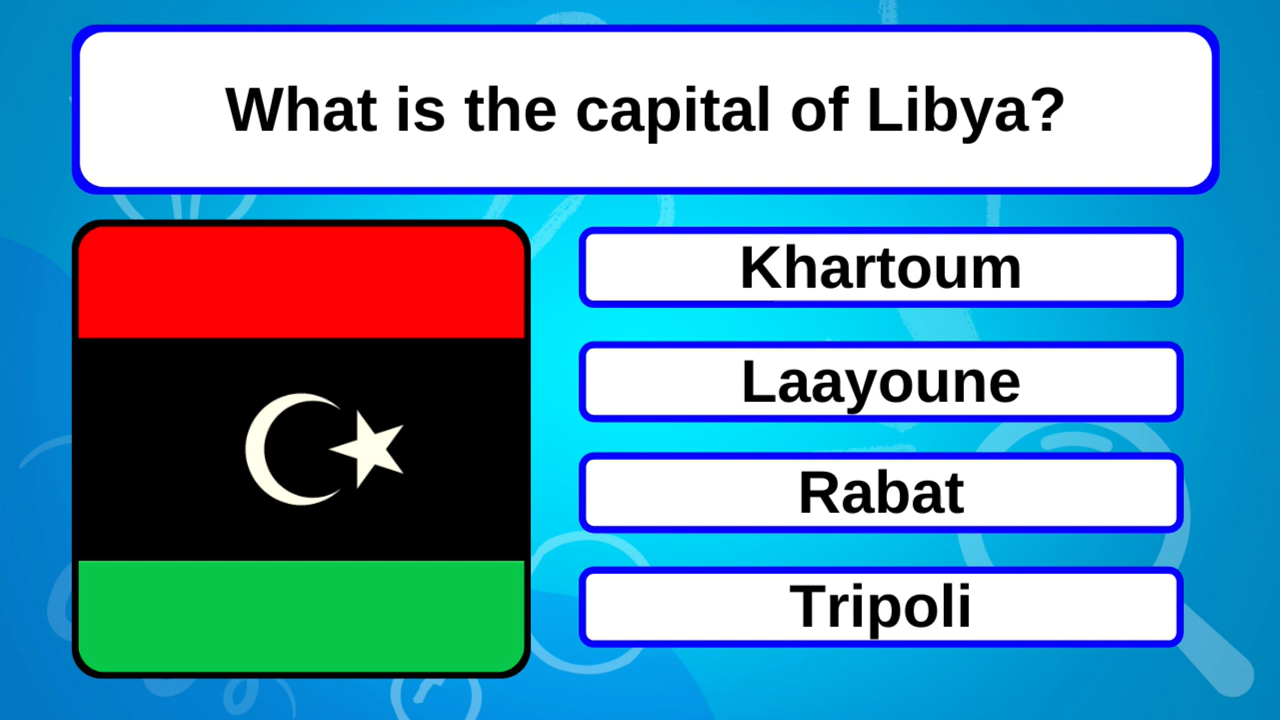 What is the capital of Libya?
Khartoum
Laayoune
Rabat
Tripoli